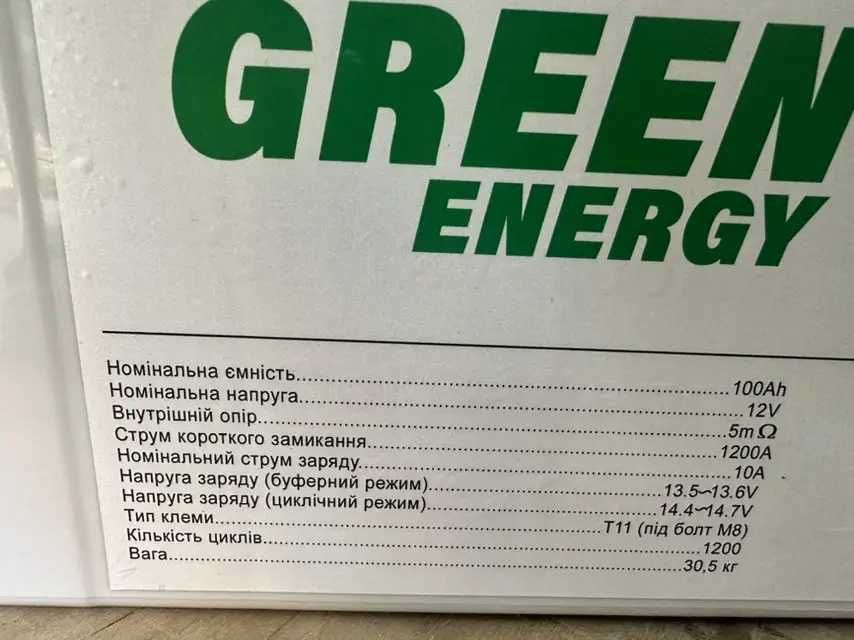 GREEN
ENERGY
Номінальна ємність....................100Ah
Номінальна напруга....................12V
Внутрішній опір....................5mΩ
Струм короткого замикання....................1200A
Номінальний струм заряду....................10A
Напруга заряду (буферний режим)....................13.5~13.6V
Напруга заряду (циклічний режим)....................14.4~14.7V
Тип клеми....................T11 (під болт M8)
Кількість циклів....................1200
Вага....................30,5 кг